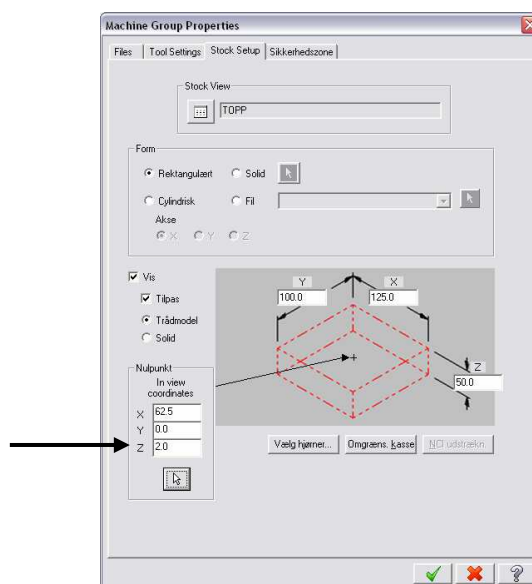 Machine Group Properties
Files Tool Settings Stock Setup Sikkerhedszone
Stock View
TOPP
Form
Rektangulært Solid
Cylindrisk Fil
Akse
X Y Z
Vis
Tilpas
Trådmodel
Solid
Y X
100.0 125.0
Z
50.0
Nulpunkt
In view
coordinates
X 62.5
Y 0.0
Z 2.0
Vælg hjørner... Omgræns. kasse NCI udstrækn.